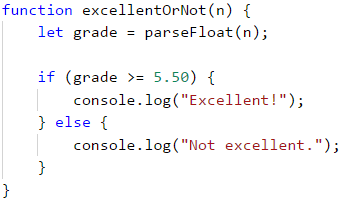 function excellentOrNot(n) {
    let grade = parseFloat(n);
    if (grade >= 5.50) {
        console.log("Excellent!");
    } else {
        console.log("Not excellent.");
    }
}